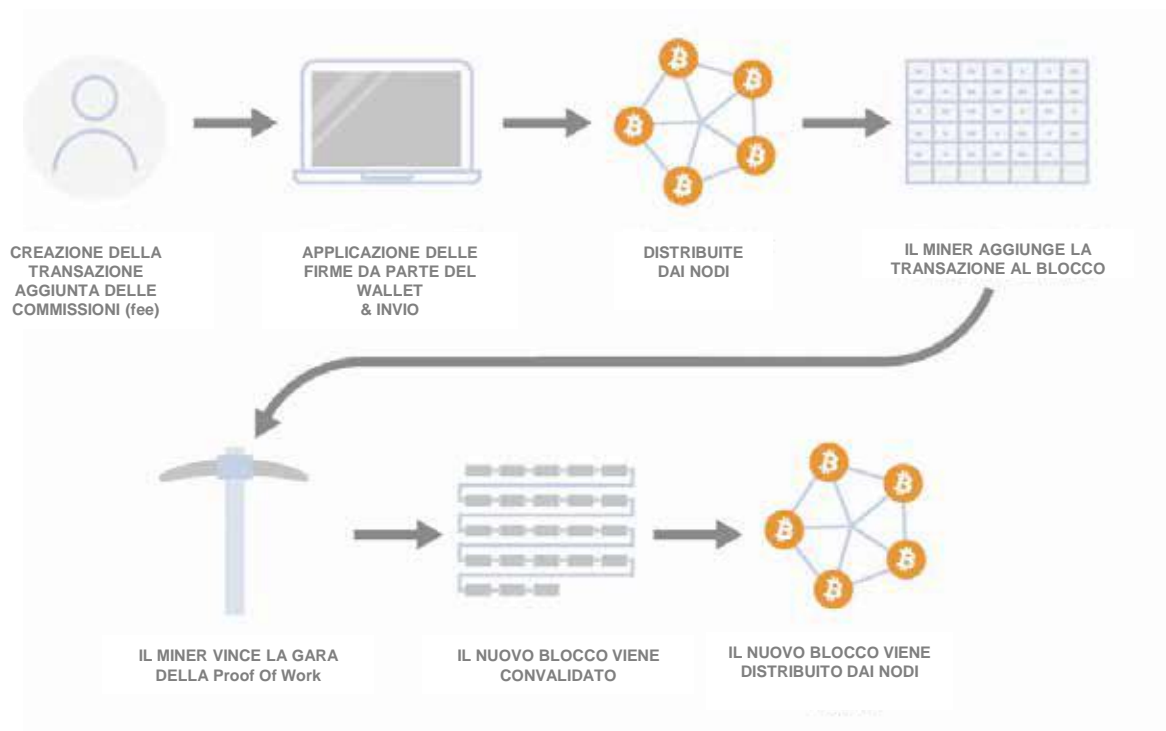 CREAZIONE DELLA
TRANSAZIONE
AGGIUNTA DELLE
COMMISSIONI (fee)
APPLICAZIONE DELLE
FIRME DA PARTE DEL
WALLET
& INVIO
DISTRIBUITE
DAI NODI
IL MINER AGGIUNGE LA
TRANSAZIONE AL BLOCCO
IL MINER VINCE LA GARA
DELLA Proof Of Work
IL NUOVO BLOCCO VIENE
CONVALIDATO
IL NUOVO BLOCCO VIENE
DISTRIBUITO DAI NODI